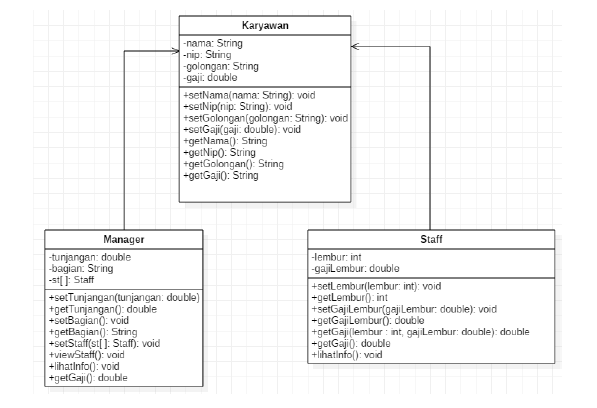 Karyawan
-nama: String
-nip: String
-golongan: String
-gaji: double
+setNama(nama: String): void
+setNip(nip: String): void
+setGolongan(golongan: String): void
+setGaji(gaji: double): void
+getNama(): String
+getNip(): String
+getGolongan(): String
+getGaji(): String
Manager
-tunjangan: double
-bagian: String
-st[ ]: Staff
+setTunjangan(tunjangan: double)
+getTunjangan(): double
+setBagian(): void
+getBagian(): String
+setStaff(st[ ]: Staff): void
+viewStaff(): void
+lihatInfo(): void
+getGaji(): double
Staff
-lembur: int
-gajiLembur: double
+setLembur(lembur: int): void
+getLembur(): int
+setGajiLembur(gajiLembur: double): void
+getGajiLembur(): double
+getGaji(lembur : int, gajiLembur: double): double
+getGaji(): double
+lihatInfo(): void